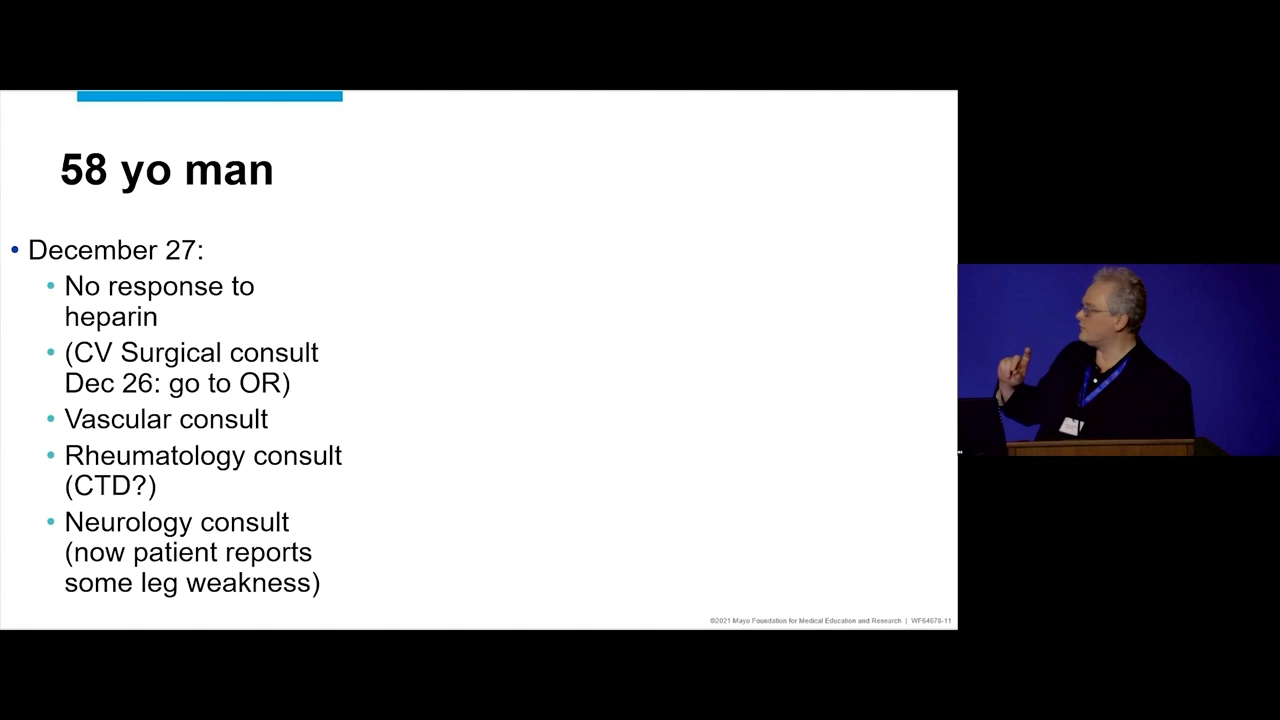 58 yo man
• December 27:
• No response to
heparin
• (CV Surgical consult
Dec 26: go to OR)
• Vascular consult
• Rheumatology consult
(CTD?)
• Neurology consult
(now patient reports
some leg weakness)
©2021 Mayo Foundation for Medical Education and Research | WF64678-11